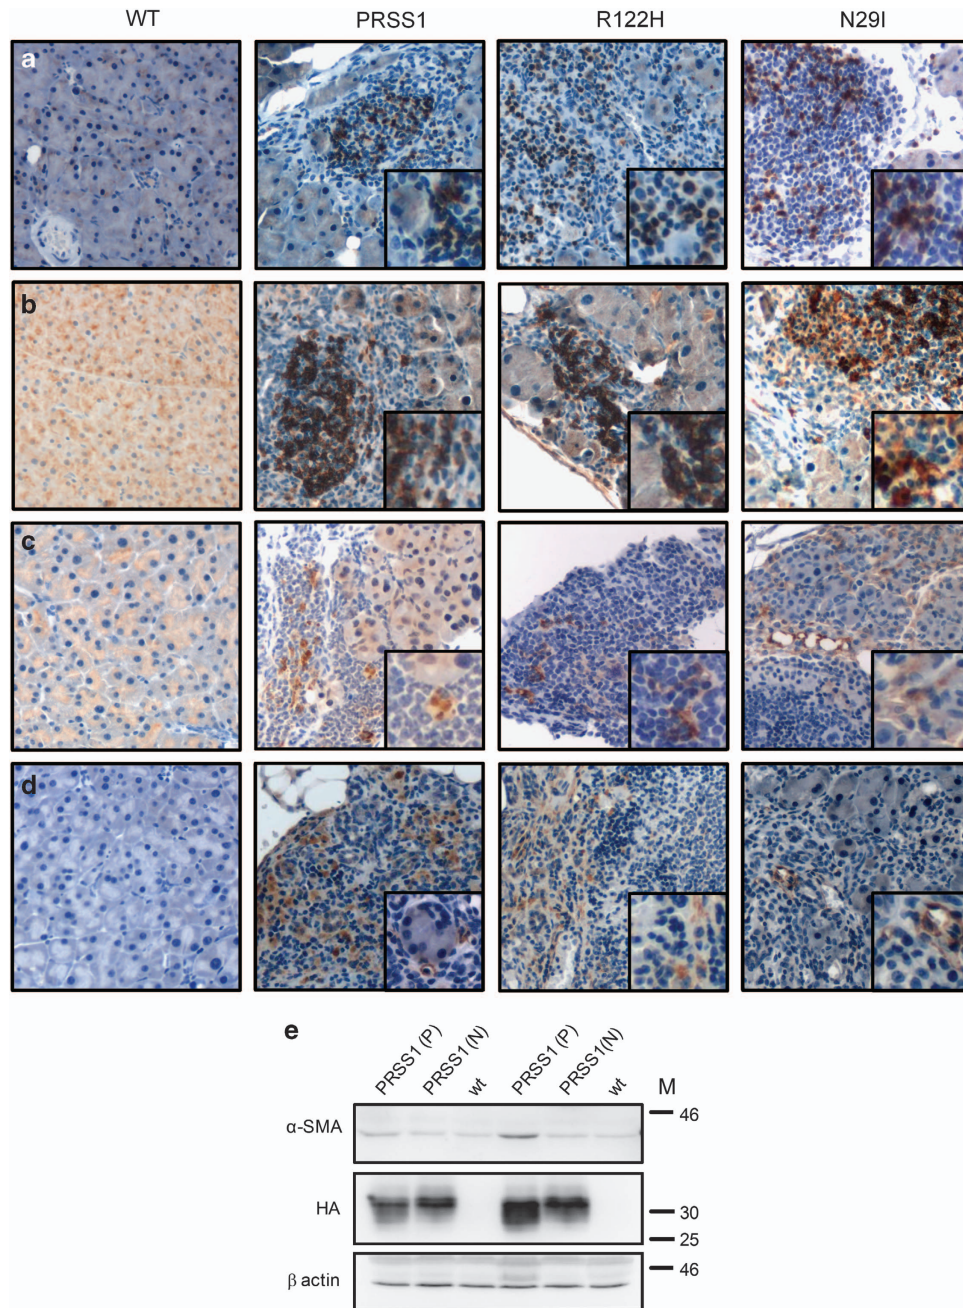 WT PRSS1 R122H N29I
a
b
c
d
e
PRSS1 (P) PRSS1(N) wt PRSS1 (P) PRSS1(N) wt M
α-SMA 46
HA 30
25
β actin 46